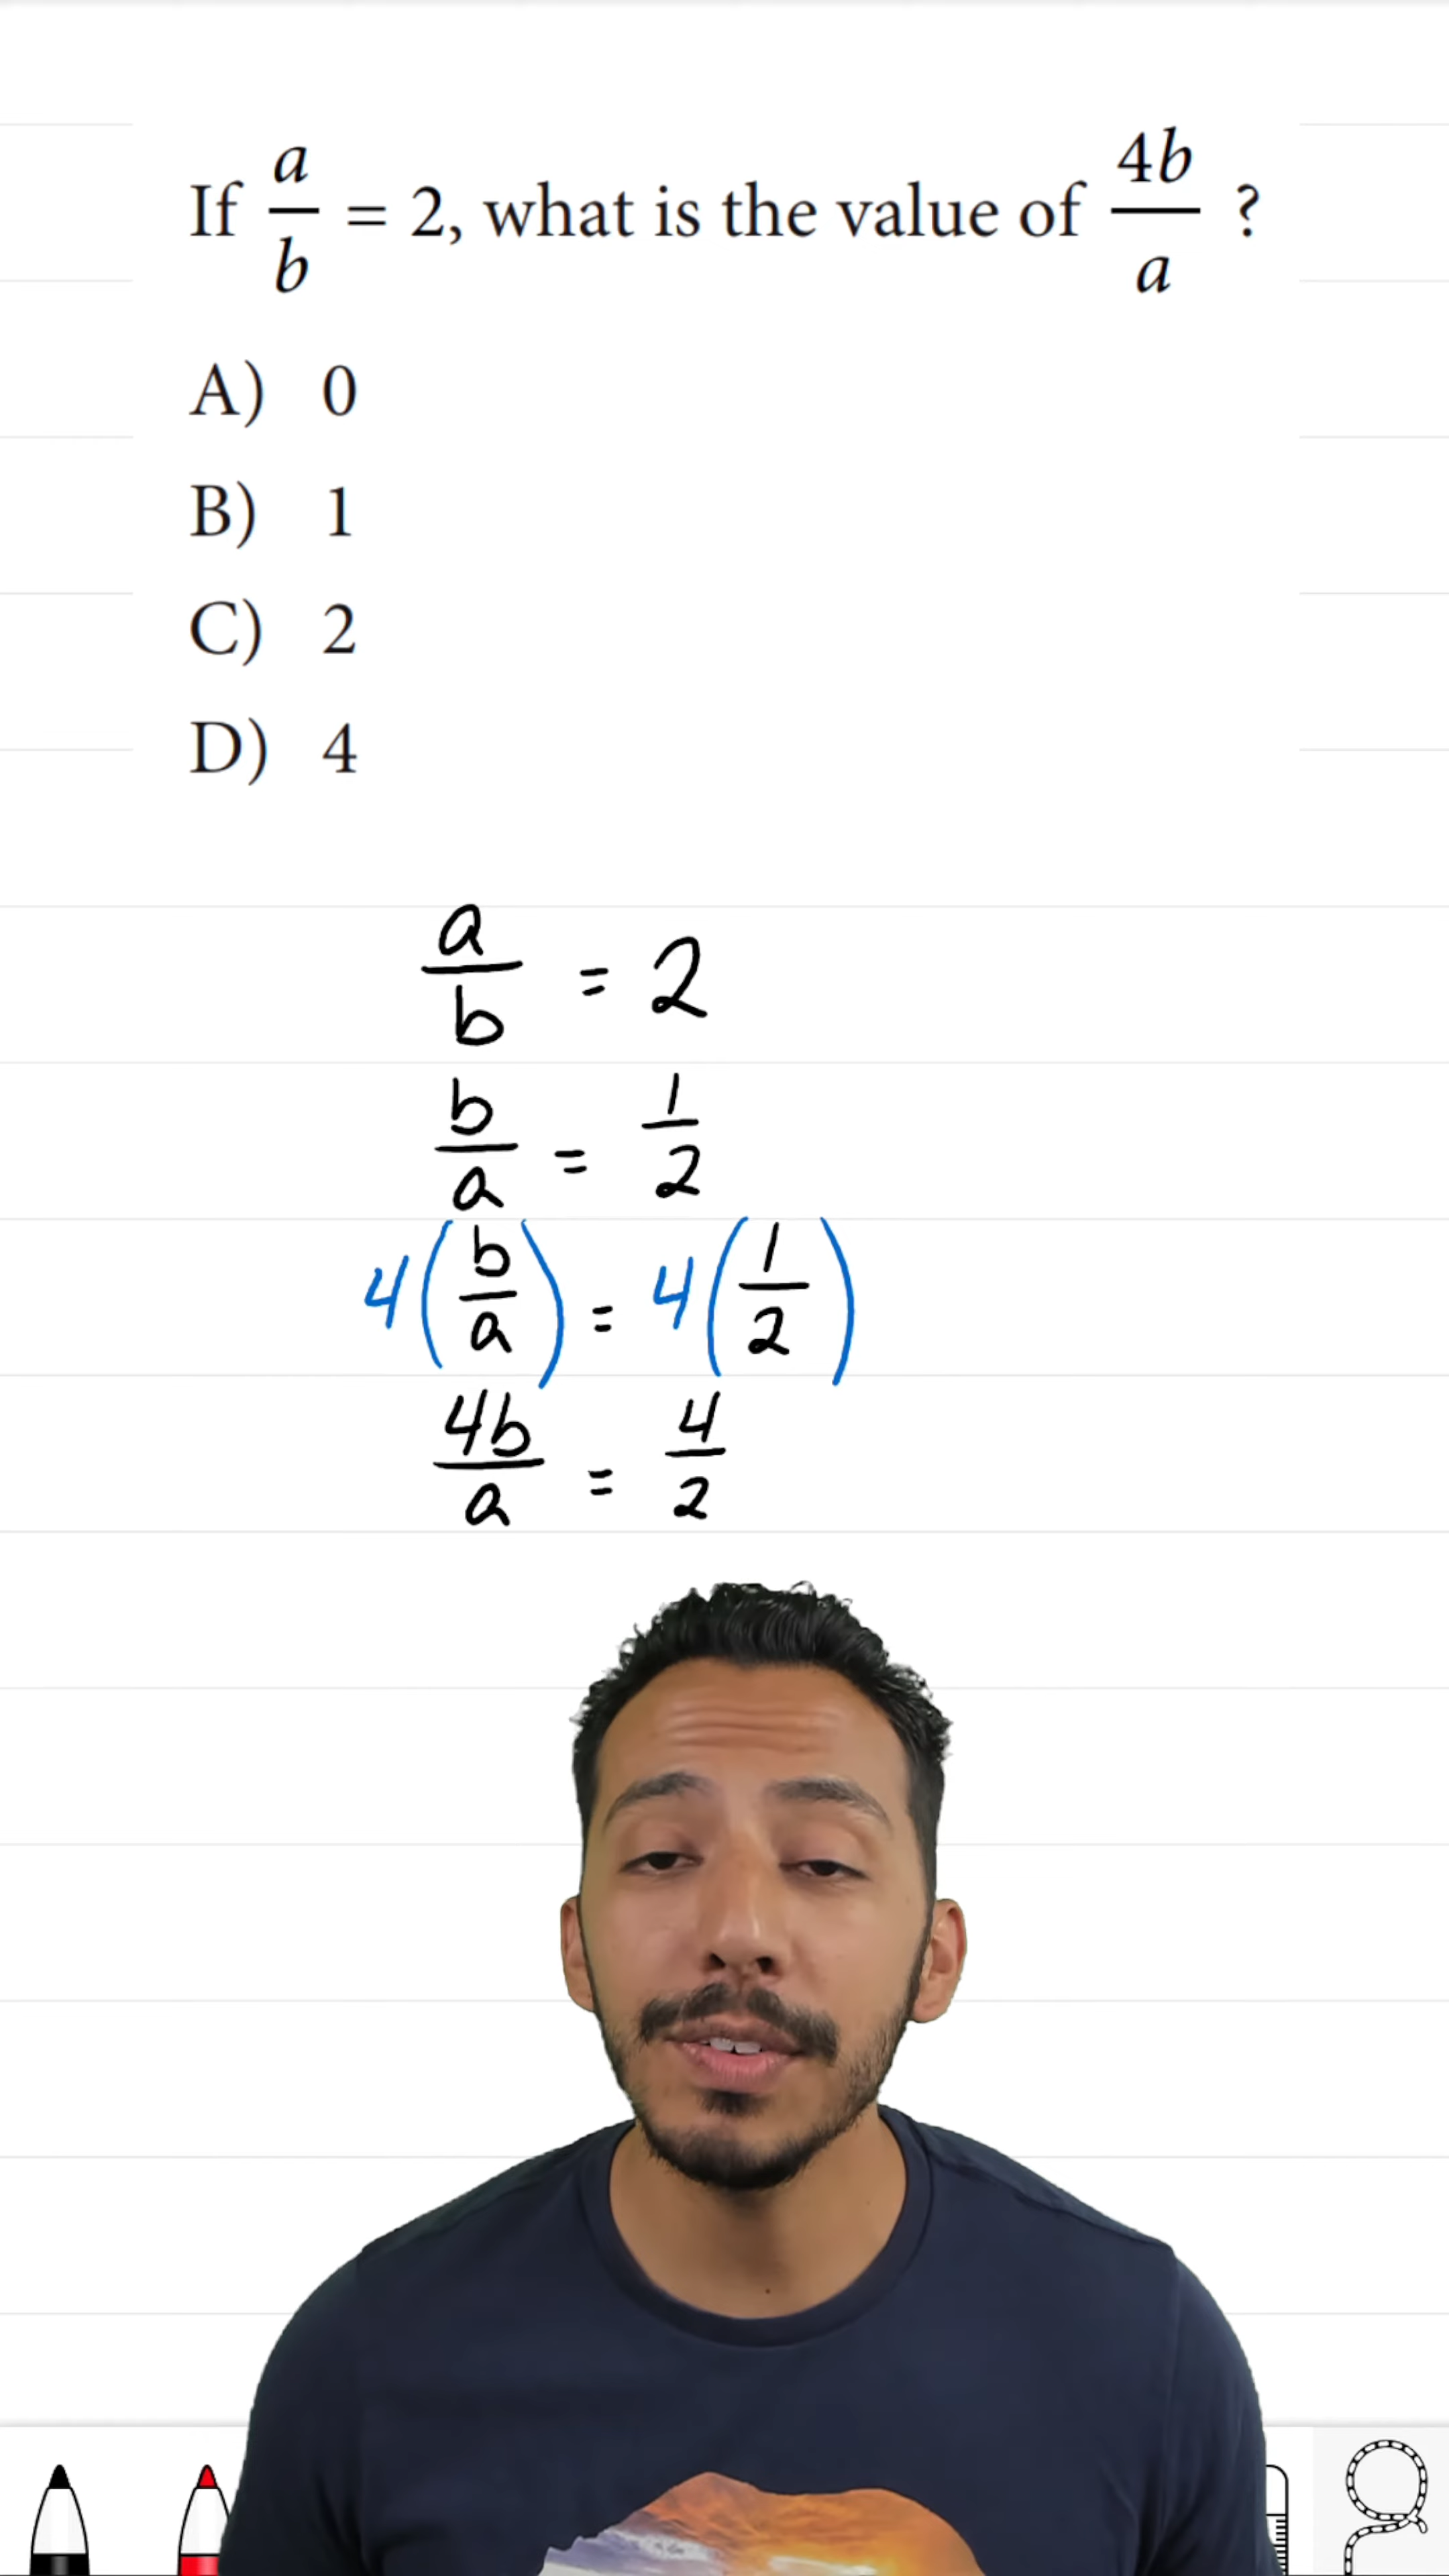 If a/b = 2, what is the value of 4b/a ?
A) 0
B) 1
C) 2
D) 4
a/b = 2
b/a = 1/2
4(b/a) = 4(1/2)
4b/a = 4/2